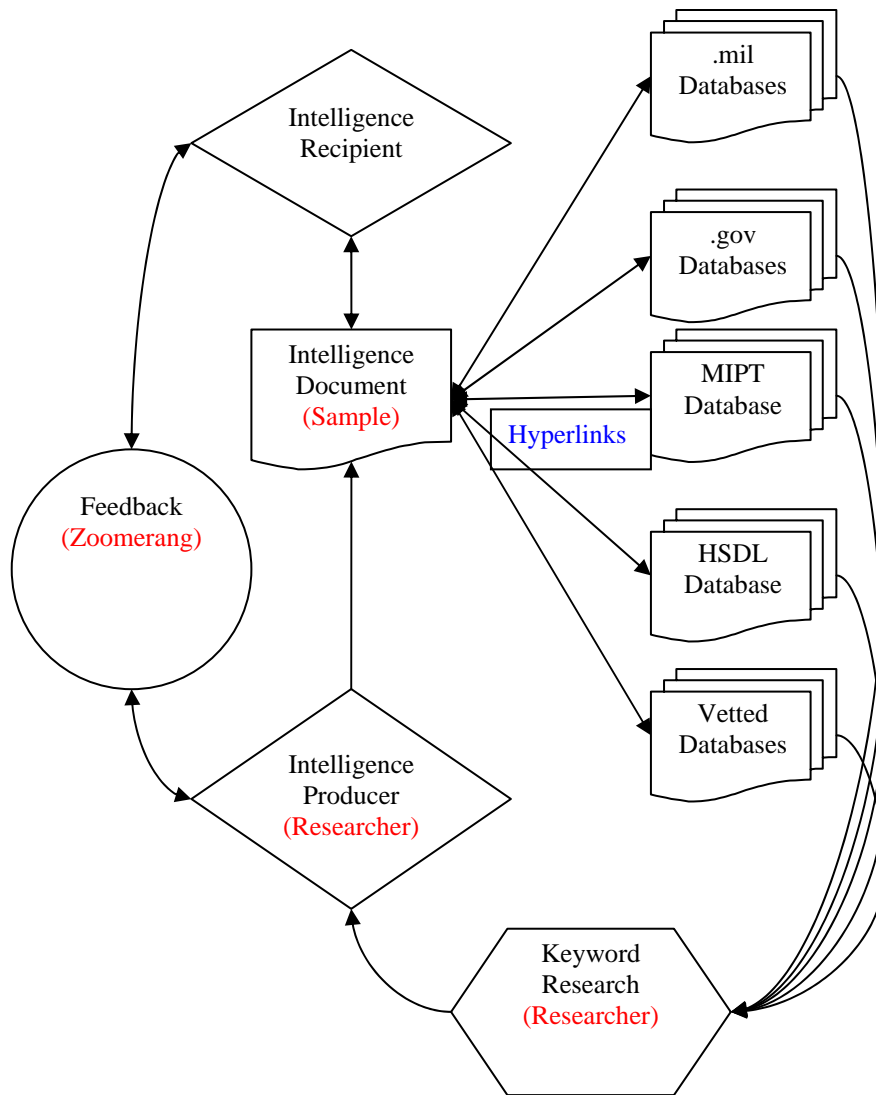 .mil
Databases
Intelligence
Recipient
.gov
Databases
Intelligence
Document
(Sample)
MIPT
Database
Hyperlinks
Feedback
(Zoomerang)
HSDL
Database
Vetted
Databases
Intelligence
Producer
(Researcher)
Keyword
Research
(Researcher)